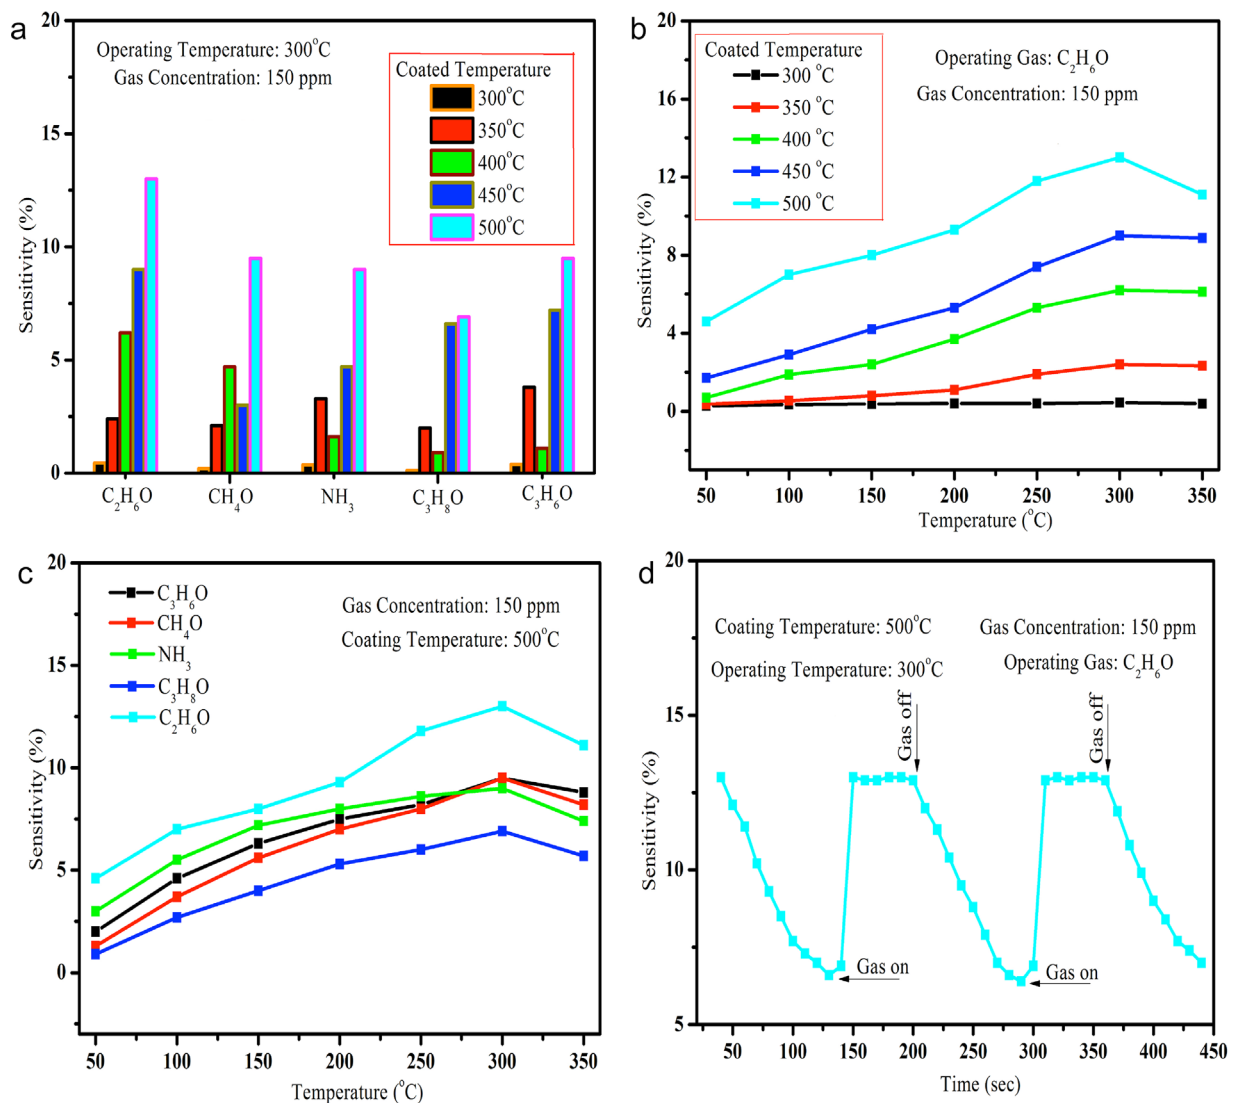 a
20
15
10
5
0
Sensitivity (%)
Operating Temperature: 300°C
Gas Concentration: 150 ppm
Coated Temperature
300°C
350°C
400°C
450°C
500°C
C₂H₆O CH₄O NH₃ C₃H₈O C₃H₆O
b
20
16
12
8
4
0
Sensitivity (%)
Coated Temperature
300 °C
350 °C
400 °C
450 °C
500 °C
Operating Gas: C₂H₆O
Gas Concentration: 150 ppm
50 100 150 200 250 300 350
Temperature (°C)
c
20
15
10
5
0
Sensitivity (%)
C₃H₆O
CH₄O
NH₃
C₃H₈O
C₂H₆O
Gas Concentration: 150 ppm
Coating Temperature: 500°C
50 100 150 200 250 300 350
Temperature (°C)
d
20
15
10
5
Sensitivity (%)
Coating Temperature: 500°C
Operating Temperature: 300°C
Gas Concentration: 150 ppm
Operating Gas: C₂H₆O
Gas off
Gas off
Gas on
Gas on
50 100 150 200 250 300 350 400 450
Time (sec)